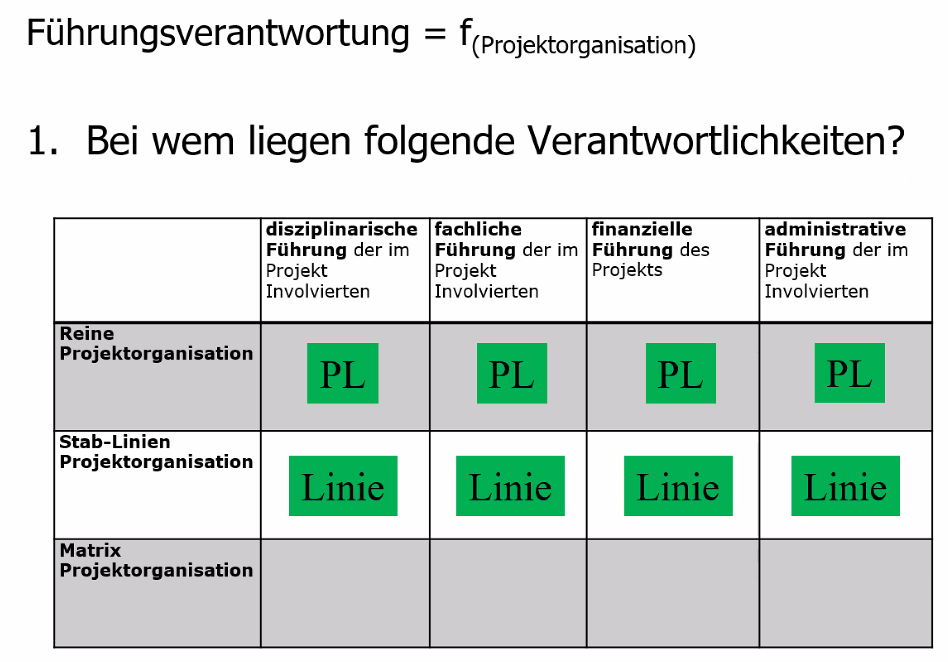 Führungsverantwortung = f(Projektorganisation)
1. Bei wem liegen folgende Verantwortlichkeiten?
disziplinarische
Führung der im
Projekt
Involvierten
fachliche
Führung der im
Projekt
Involvierten
finanzielle
Führung des
Projekts
administrative
Führung der im
Projekt
Involvierten
Reine
Projektorganisation
PL
PL
PL
PL
Stab-Linien
Projektorganisation
Linie
Linie
Linie
Linie
Matrix
Projektorganisation